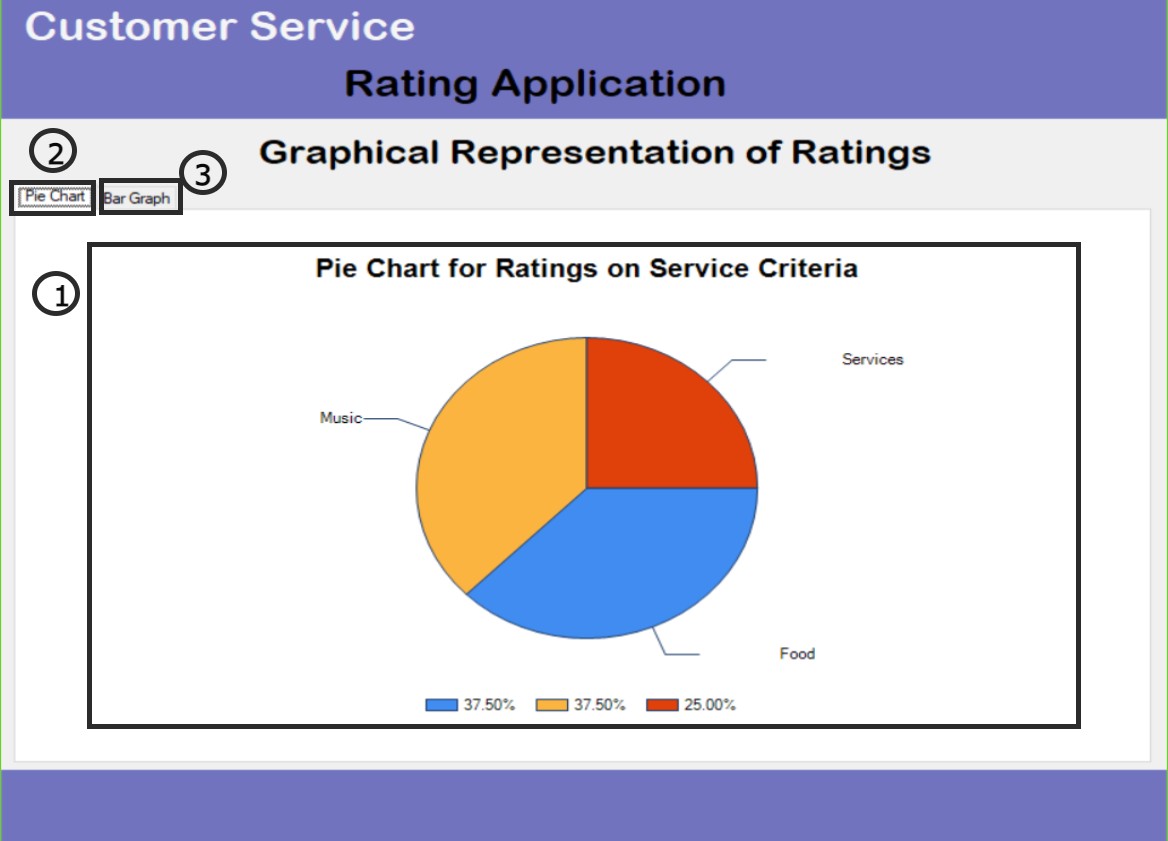 Customer Service
Rating Application
Graphical Representation of Ratings
2
3
Pie Chart
Bar Graph
1
Pie Chart for Ratings on Service Criteria
Services
Music
Food
37.50% 37.50% 25.00%